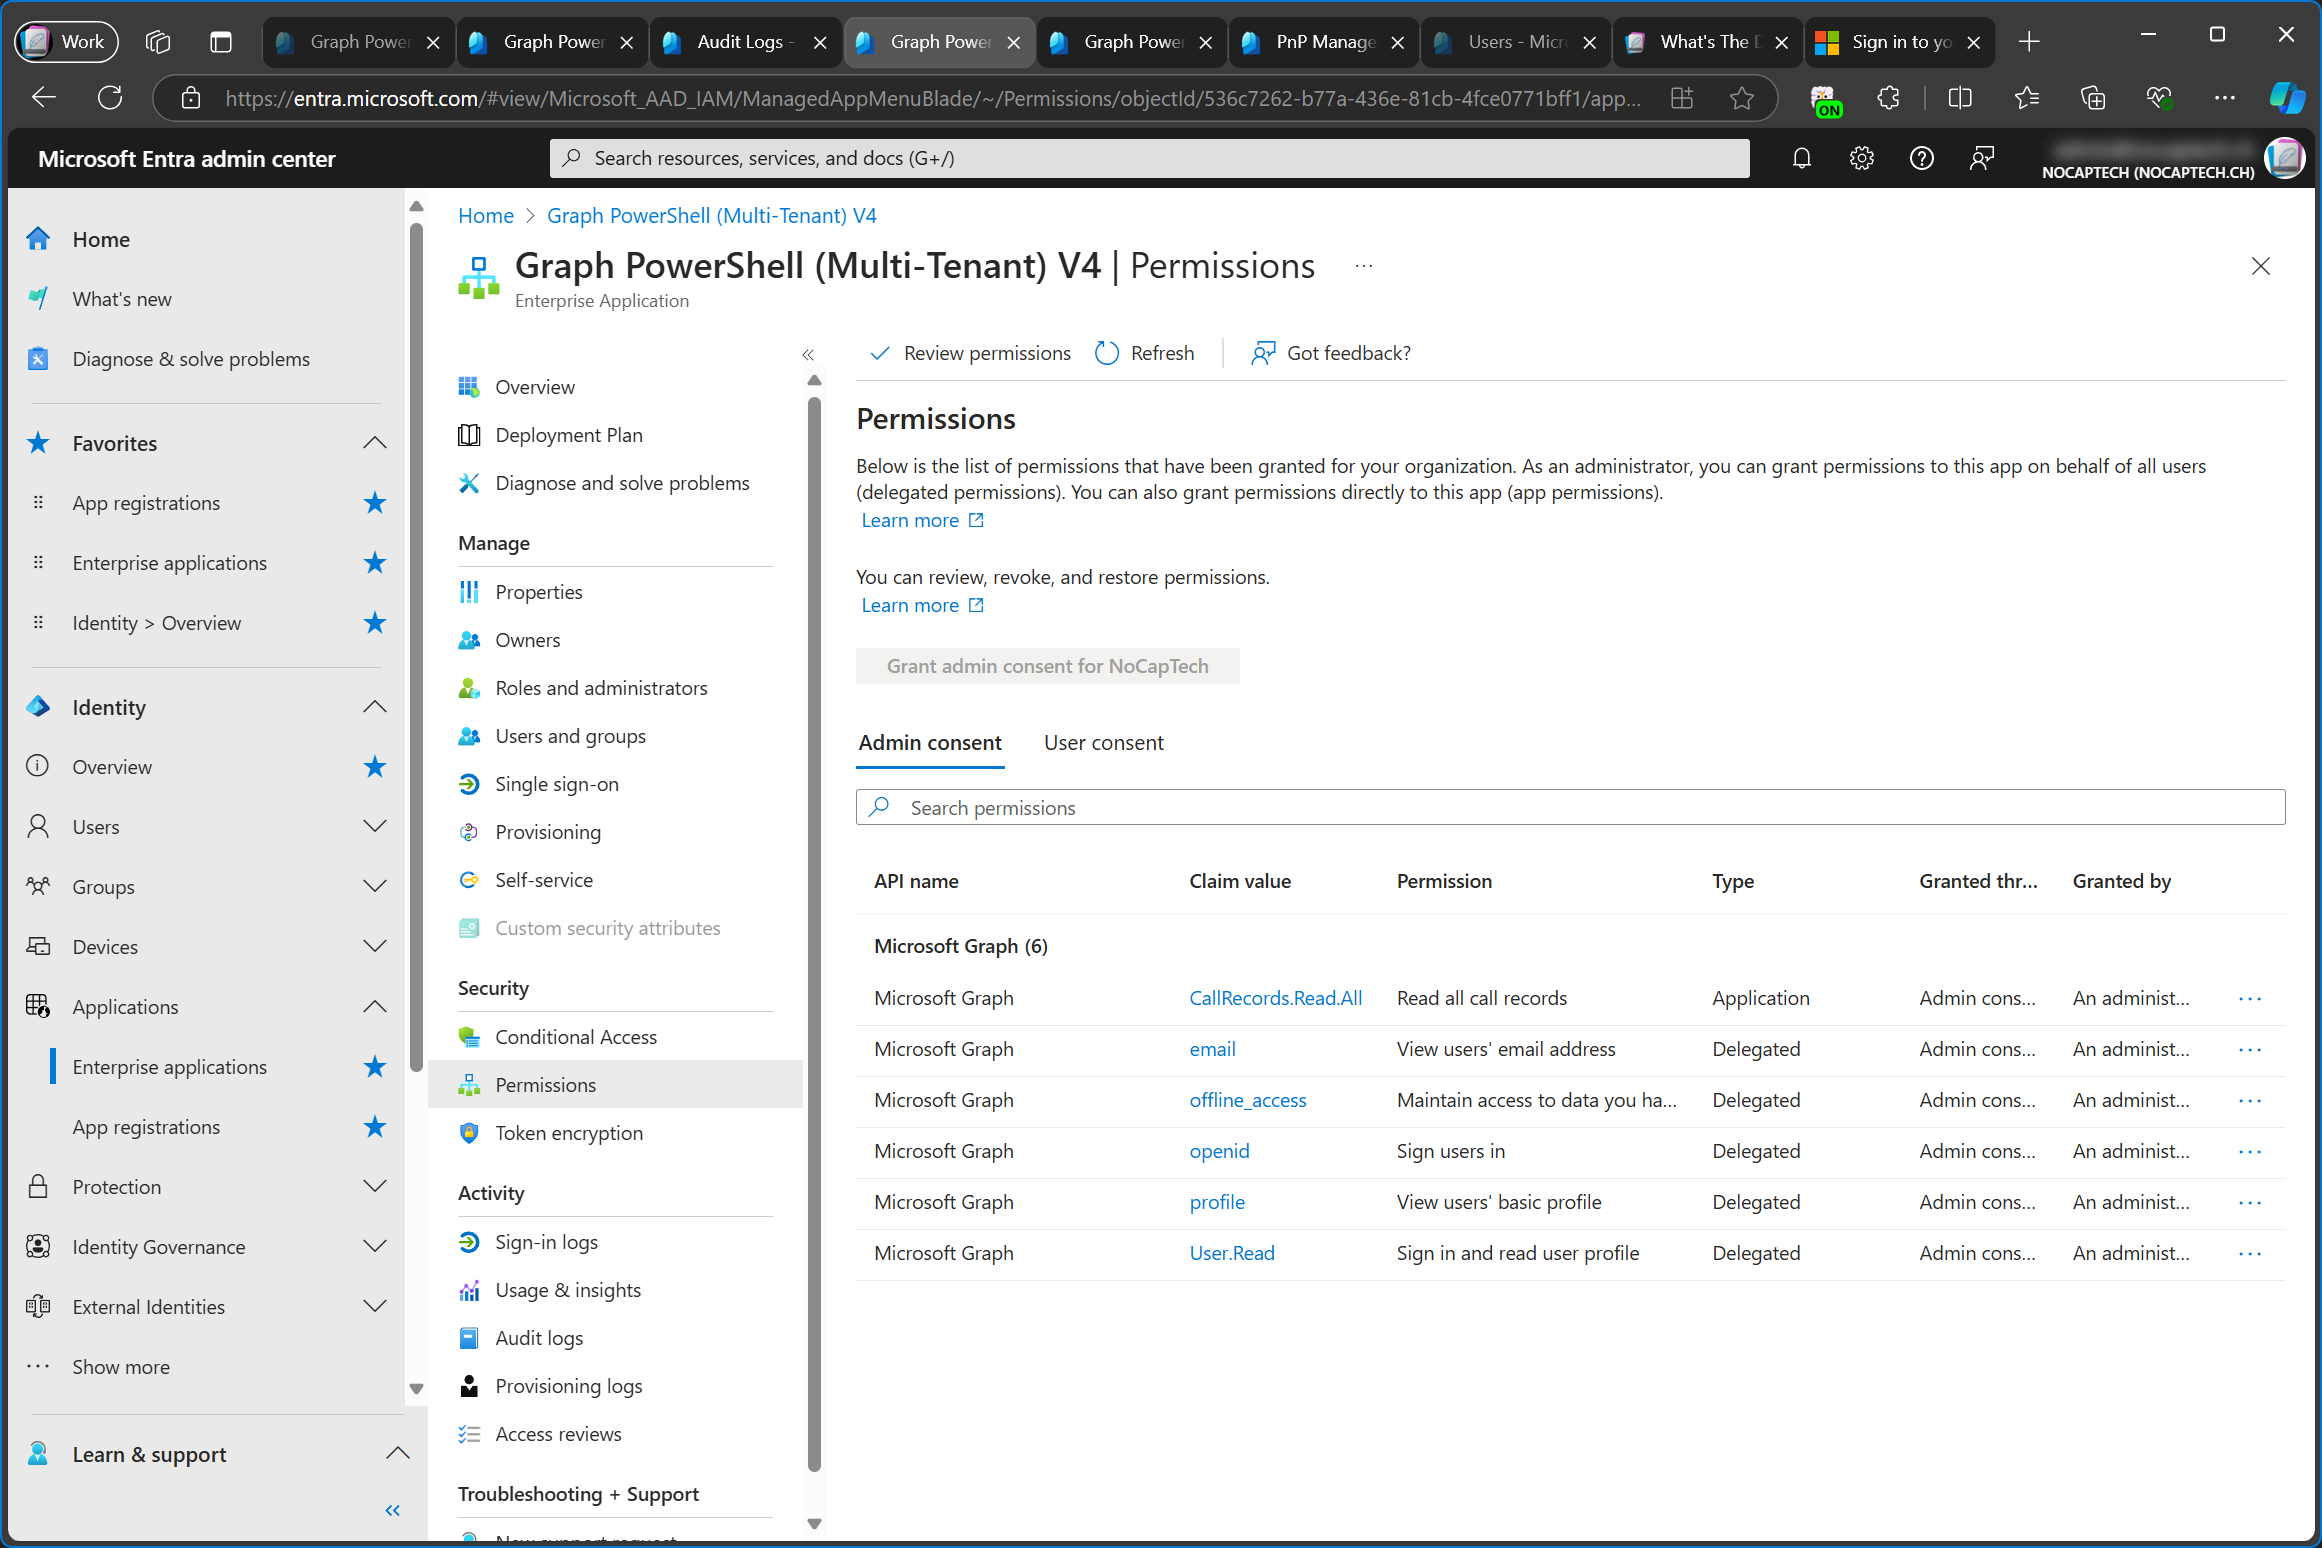 Work
Graph Power
Graph Power
Audit Logs -
Graph Power
Graph Power
PnP Manage
Users - Micro
What's The D
Sign in to yo
https://entra.microsoft.com/#view/Microsoft_AAD_IAM/ManagedAppMenuBlade/~/Permissions/objectId/536c7262-b77a-436e-81cb-4fce0771bff1/app...
ON
Microsoft Entra admin center
Search resources, services, and docs (G+/)
NOCAPTECH (NOCAPTECH.CH)
Home
What's new
Diagnose & solve problems
Favorites
App registrations
Enterprise applications
Identity > Overview
Identity
Overview
Users
Groups
Devices
Applications
Enterprise applications
App registrations
Protection
Identity Governance
External Identities
Show more
Learn & support
Home > Graph PowerShell (Multi-Tenant) V4
Graph PowerShell (Multi-Tenant) V4 | Permissions ...
Enterprise Application
Overview
Deployment Plan
Diagnose and solve problems
Manage
Properties
Owners
Roles and administrators
Users and groups
Single sign-on
Provisioning
Self-service
Custom security attributes
Security
Conditional Access
Permissions
Token encryption
Activity
Sign-in logs
Usage & insights
Audit logs
Provisioning logs
Access reviews
Troubleshooting + Support
New support request
Review permissions Refresh Got feedback?
Permissions
Below is the list of permissions that have been granted for your organization. As an administrator, you can grant permissions to this app on behalf of all users
(delegated permissions). You can also grant permissions directly to this app (app permissions).
Learn more
You can review, revoke, and restore permissions.
Learn more
Grant admin consent for NoCapTech
Admin consent User consent
Search permissions
API name Claim value Permission Type Granted thr... Granted by
Microsoft Graph (6)
Microsoft Graph CallRecords.Read.All Read all call records Application Admin cons... An administ... ...
Microsoft Graph email View users' email address Delegated Admin cons... An administ... ...
Microsoft Graph offline_access Maintain access to data you ha... Delegated Admin cons... An administ... ...
Microsoft Graph openid Sign users in Delegated Admin cons... An administ... ...
Microsoft Graph profile View users' basic profile Delegated Admin cons... An administ... ...
Microsoft Graph User.Read Sign in and read user profile Delegated Admin cons... An administ... ...